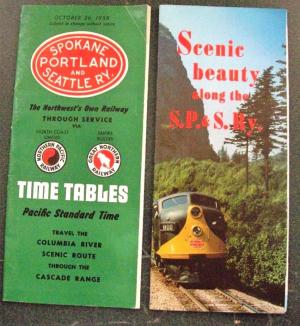 OCTOBER 26, 1958
Subject to change without notice
SPOKANE
PORTLAND
AND
SEATTLE RY.
The Northwest's Own Railway
THROUGH SERVICE
VIA
NORTH COAST
LIMITED
EMPIRE
BUILDER
NORTHERN
PACIFIC
RAILWAY
GREAT NORTHERN
RAILWAY
TIME TABLES
Pacific Standard Time
TRAVEL THE
COLUMBIA RIVER
SCENIC ROUTE
THROUGH THE
CASCADE RANGE
Scenic
beauty
along the
S.P.&S. Ry.